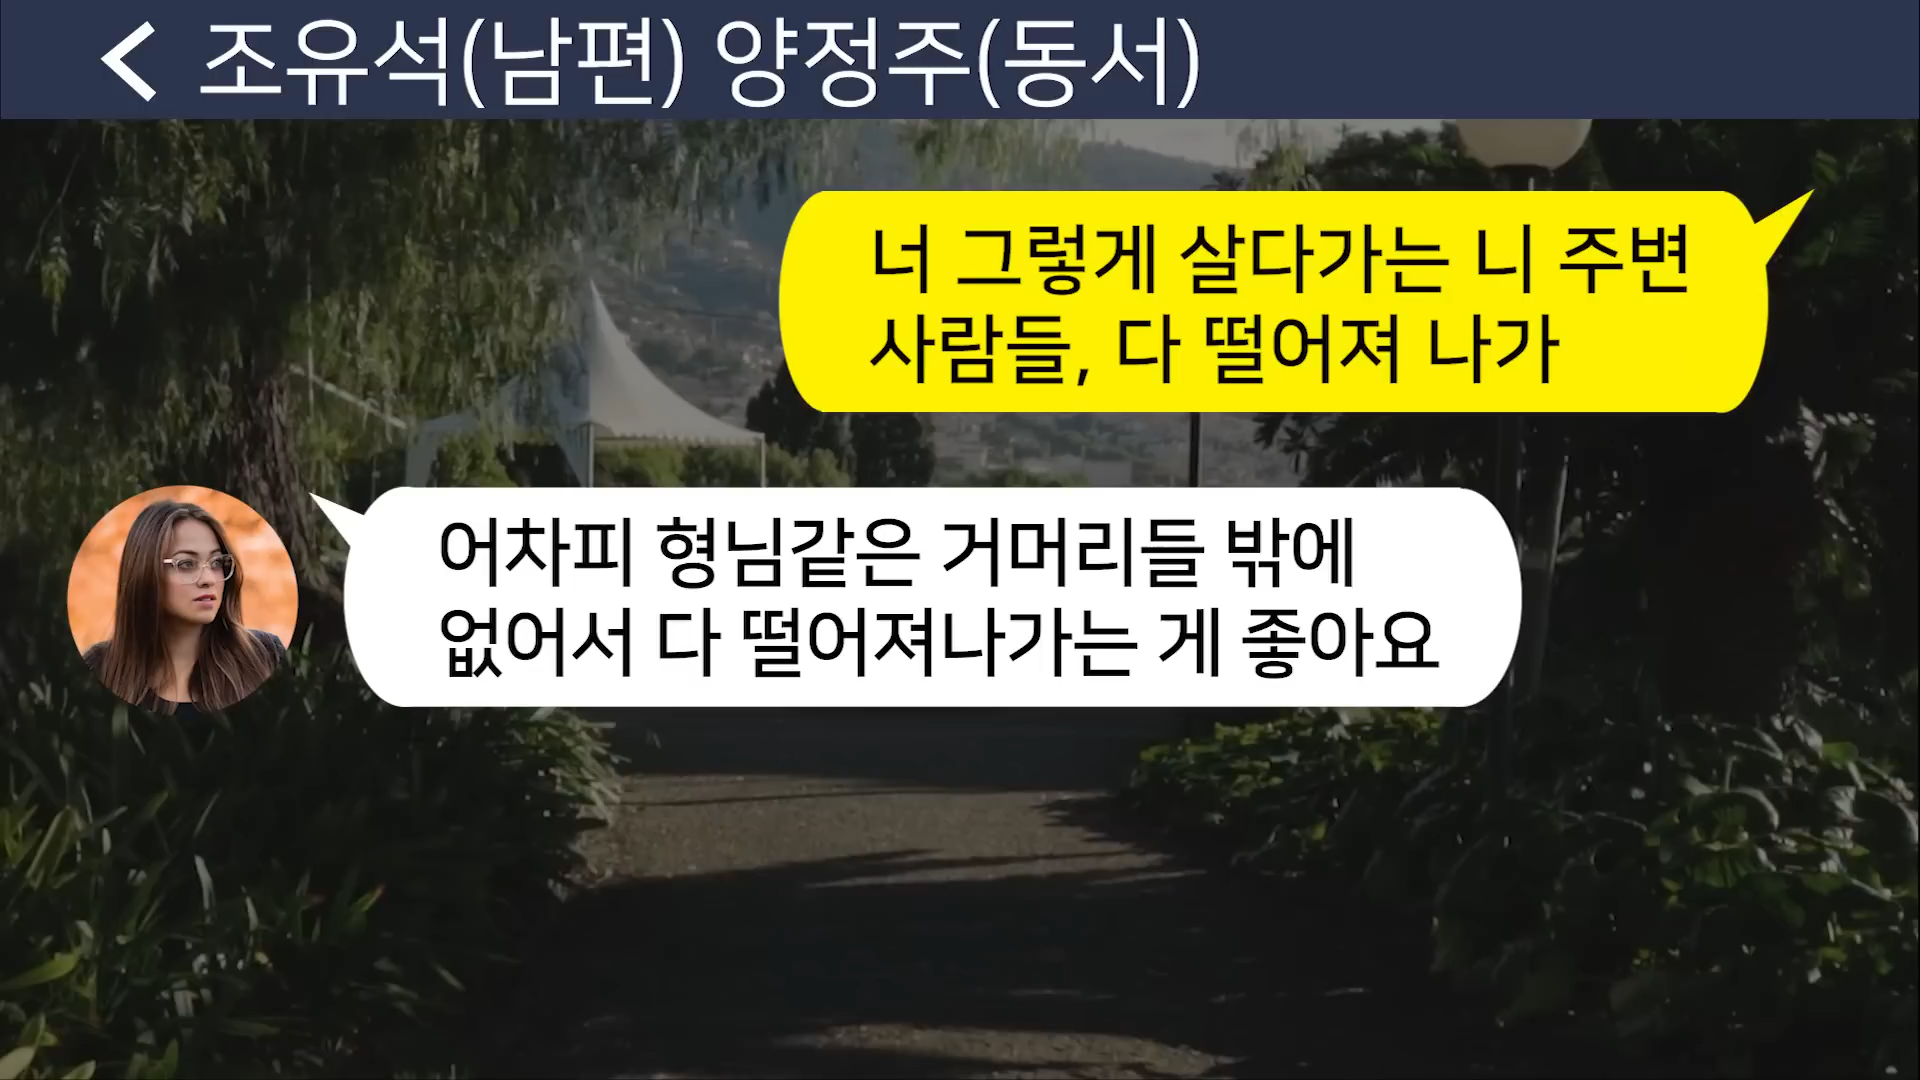 조유석(남편) 양정주(동서)
너 그렇게 살다가는 니 주변
사람들, 다 떨어져 나가
어차피 형님같은 거머리들 밖에
없어서 다 떨어져나가는 게 좋아요